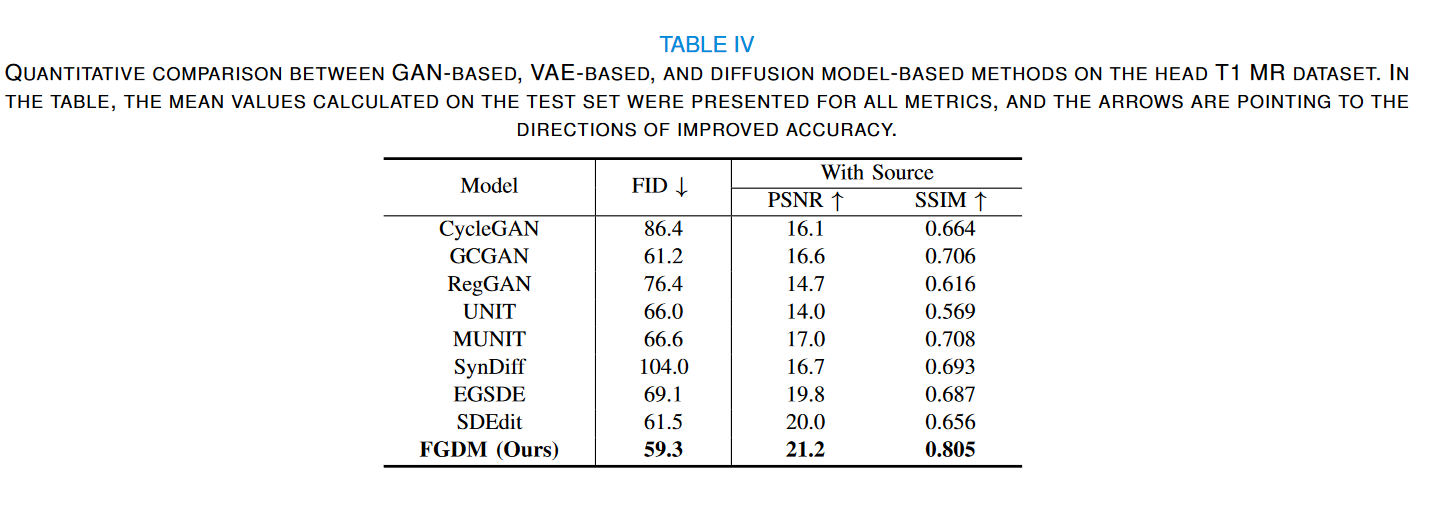 TABLE IV
QUANTITATIVE COMPARISON BETWEEN GAN-BASED, VAE-BASED, AND DIFFUSION MODEL-BASED METHODS ON THE HEAD T1 MR DATASET. IN
THE TABLE, THE MEAN VALUES CALCULATED ON THE TEST SET WERE PRESENTED FOR ALL METRICS, AND THE ARROWS ARE POINTING TO THE
DIRECTIONS OF IMPROVED ACCURACY.
Model FID ↓ With Source
PSNR ↑ SSIM ↑
CycleGAN 86.4 16.1 0.664
GCGAN 61.2 16.6 0.706
RegGAN 76.4 14.7 0.616
UNIT 66.0 14.0 0.569
MUNIT 66.6 17.0 0.708
SynDiff 104.0 16.7 0.693
EGSDE 69.1 19.8 0.687
SDEdit 61.5 20.0 0.656
FGDM (Ours) 59.3 21.2 0.805